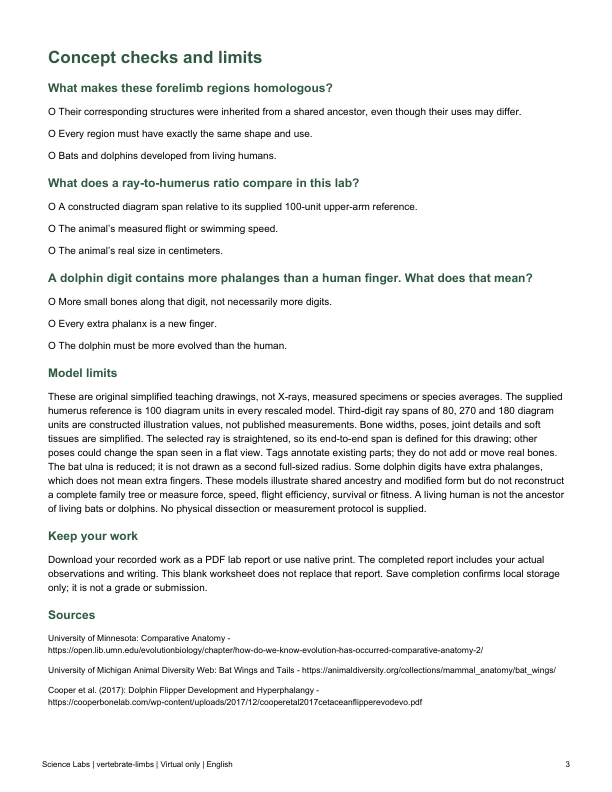 Concept checks and limits
What makes these forelimb regions homologous?
O Their corresponding structures were inherited from a shared ancestor, even though their uses may differ.
O Every region must have exactly the same shape and use.
O Bats and dolphins developed from living humans.
What does a ray-to-humerus ratio compare in this lab?
O A constructed diagram span relative to its supplied 100-unit upper-arm reference.
O The animal's measured flight or swimming speed.
O The animal's real size in centimeters.
A dolphin digit contains more phalanges than a human finger. What does that mean?
O More small bones along that digit, not necessarily more digits.
O Every extra phalanx is a new finger.
O The dolphin must be more evolved than the human.
Model limits
These are original simplified teaching drawings, not X-rays, measured specimens or species averages. The supplied
humerus reference is 100 diagram units in every rescaled model. Third-digit ray spans of 80, 270 and 180 diagram
units are constructed illustration values, not published measurements. Bone widths, poses, joint details and soft
tissues are simplified. The selected ray is straightened, so its end-to-end span is defined for this drawing; other
poses could change the span seen in a flat view. Tags annotate existing parts; they do not add or move real bones.
The bat ulna is reduced; it is not drawn as a second full-sized radius. Some dolphin digits have extra phalanges,
which does not mean extra fingers. These models illustrate shared ancestry and modified form but do not reconstruct
a complete family tree or measure force, speed, flight efficiency, survival or fitness. A living human is not the ancestor
of living bats or dolphins. No physical dissection or measurement protocol is supplied.
Keep your work
Download your recorded work as a PDF lab report or use native print. The completed report includes your actual
observations and writing. This blank worksheet does not replace that report. Save completion confirms local storage
only; it is not a grade or submission.
Sources
University of Minnesota: Comparative Anatomy -
https://open.lib.umn.edu/evolutionbiology/chapter/how-do-we-know-evolution-has-occurred-comparative-anatomy-2/
University of Michigan Animal Diversity Web: Bat Wings and Tails - https://animaldiversity.org/collections/mammal_anatomy/bat_wings/
Cooper et al. (2017): Dolphin Flipper Development and Hyperphalangy -
https://cooperbonelab.com/wp-content/uploads/2017/12/cooperetal2017cetaceanflipperevodevo.pdf
Science Labs | vertebrate-limbs | Virtual only | English
3